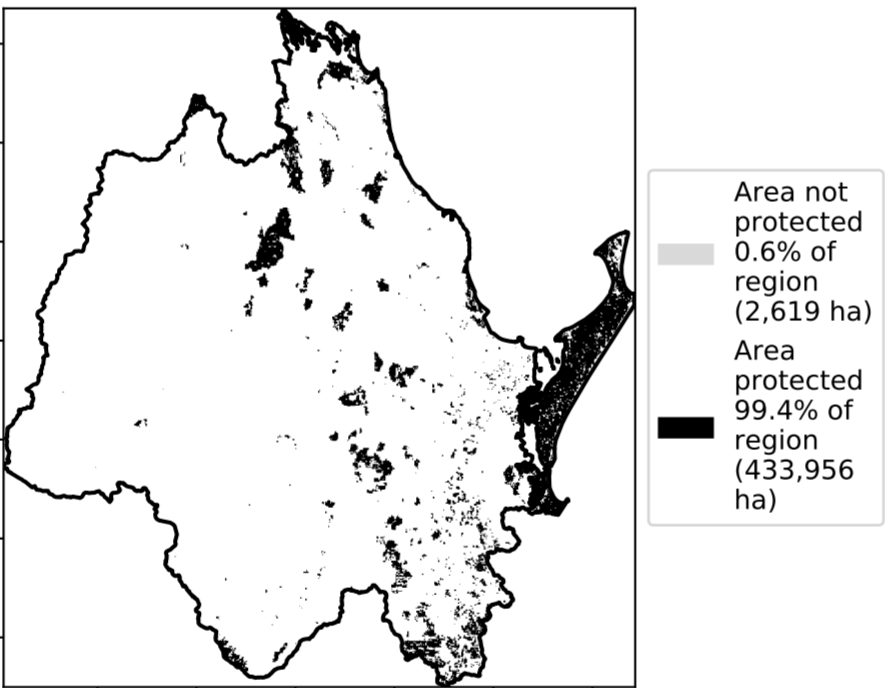 Area not
protected
0.6% of
region
(2,619 ha)
Area
protected
99.4% of
region
(433,956
ha)